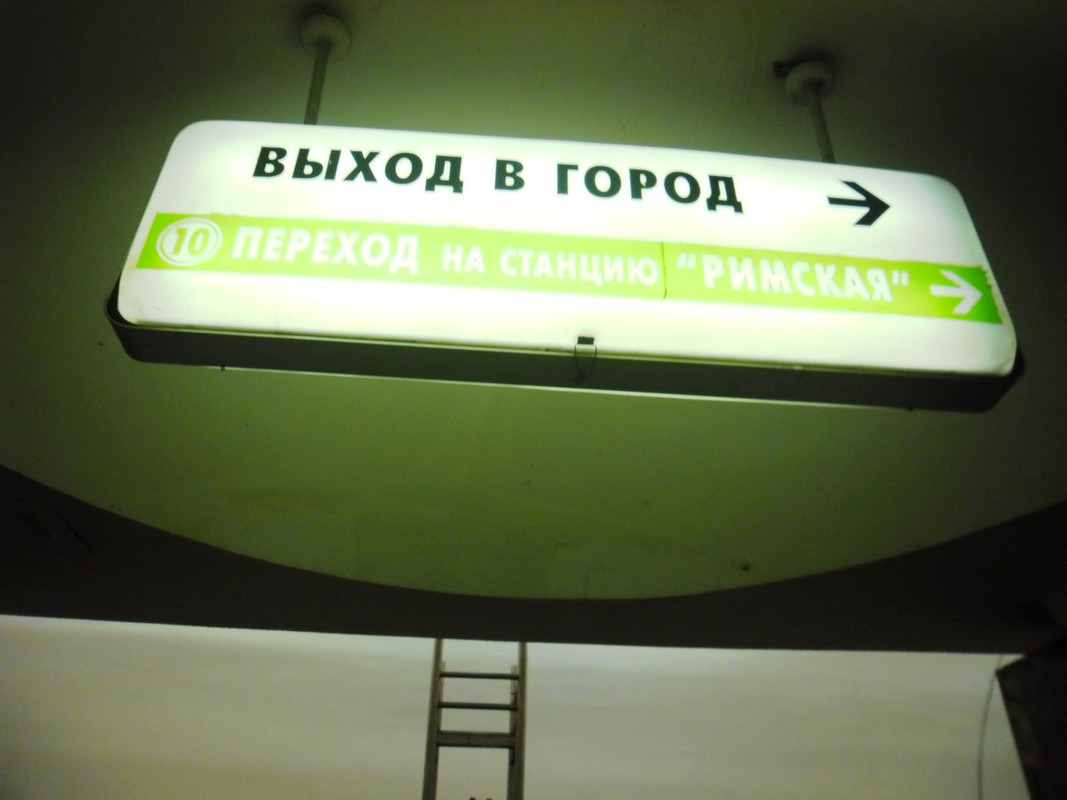 ВЫХОД В ГОРОД →
10 ПЕРЕХОД НА СТАНЦИЮ "РИМСКАЯ" →